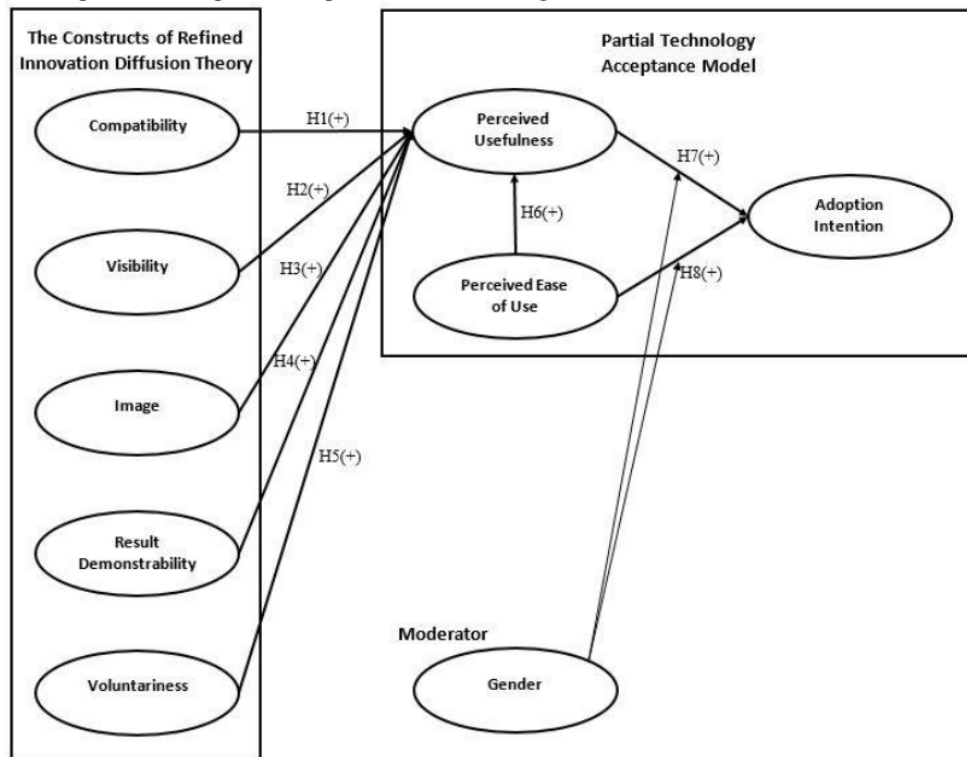 The Constructs of Refined
Innovation Diffusion Theory
Partial Technology
Acceptance Model
Compatibility
H1(+)
Perceived
Usefulness
H7(+)
H2(+)
H6(+)
Adoption
Intention
Visibility
H3(+)
H8(+)
Perceived Ease
of Use
H4(+)
Image
H5(+)
Result
Demonstrability
Moderator
Voluntariness
Gender